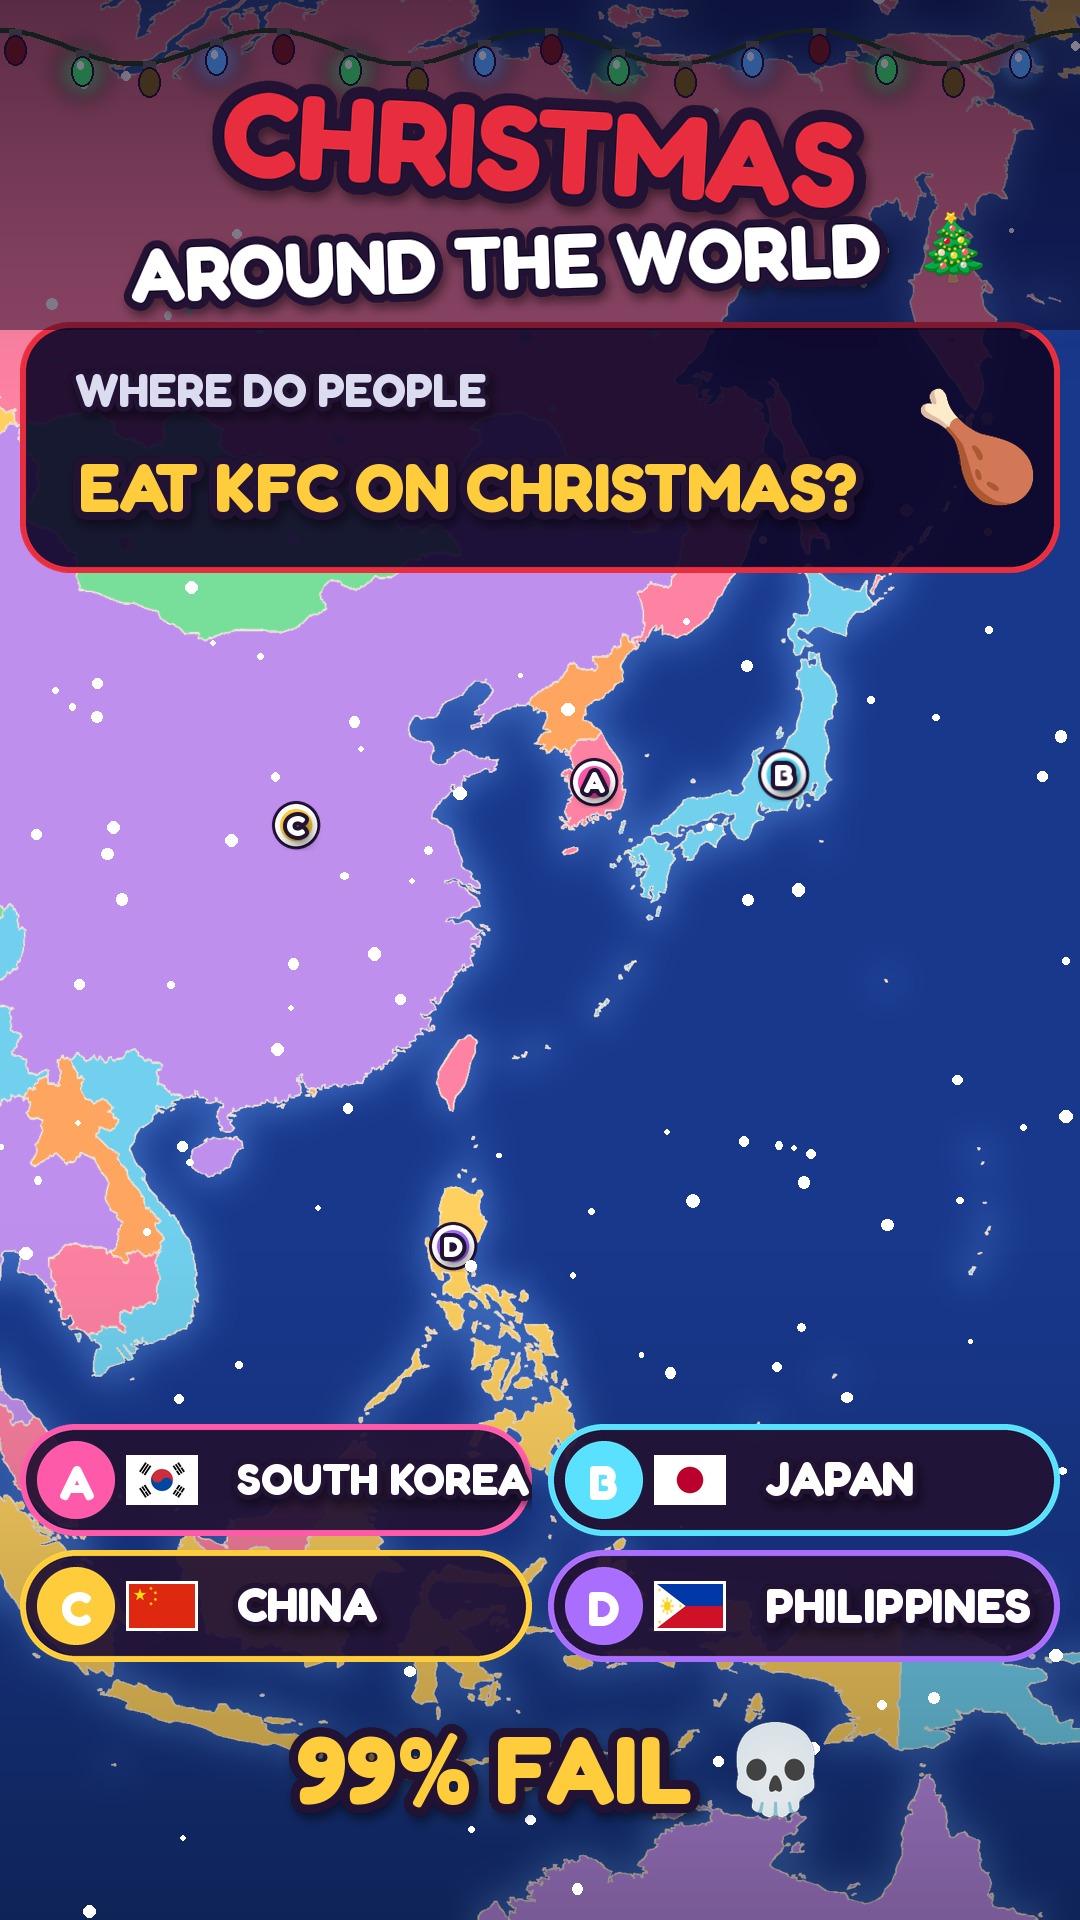 CHRISTMAS
AROUND THE WORLD
WHERE DO PEOPLE
EAT KFC ON CHRISTMAS?
A
B
C
D
A SOUTH KOREA
B JAPAN
C CHINA
D PHILIPPINES
99% FAIL